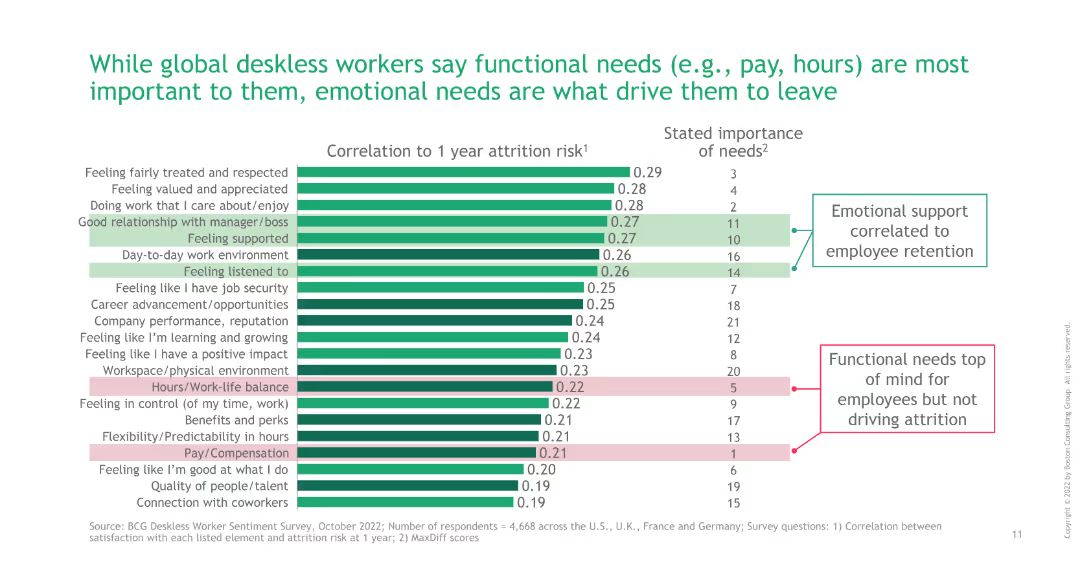 While global deskless workers say functional needs (e.g., pay, hours) are most
important to them, emotional needs are what drive them to leave
Correlation to 1 year attrition risk1
Stated importance
of needs2
Feeling fairly treated and respected 0.29 3
Feeling valued and appreciated 0.28 4
Doing work that I care about/enjoy 0.28 2
Good relationship with manager/boss 0.27 11
Feeling supported 0.27 10
Day-to-day work environment 0.26 16
Feeling listened to 0.26 14
Feeling like I have job security 0.25 7
Career advancement/opportunities 0.25 18
Company performance, reputation 0.24 21
Feeling like I'm learning and growing 0.24 12
Feeling like I have a positive impact 0.23 8
Workspace/physical environment 0.23 20
Hours/Work-life balance 0.22 5
Feeling in control (of my time, work) 0.22 9
Benefits and perks 0.21 17
Flexibility/Predictability in hours 0.21 13
Pay/Compensation 0.21 1
Feeling like I'm good at what I do 0.20 6
Quality of people/talent 0.19 19
Connection with coworkers 0.19 15
Emotional support
correlated to
employee retention
Functional needs top
of mind for
employees but not
driving attrition
Source: BCG Deskless Worker Sentiment Survey, October 2022; Number of respondents = 4,668 across the U.S., U.K., France and Germany; Survey questions: 1) Correlation between
satisfaction with each listed element and attrition risk at 1 year; 2) MaxDiff scores
11
Copyright © 2022 by Boston Consulting Group. All rights reserved.